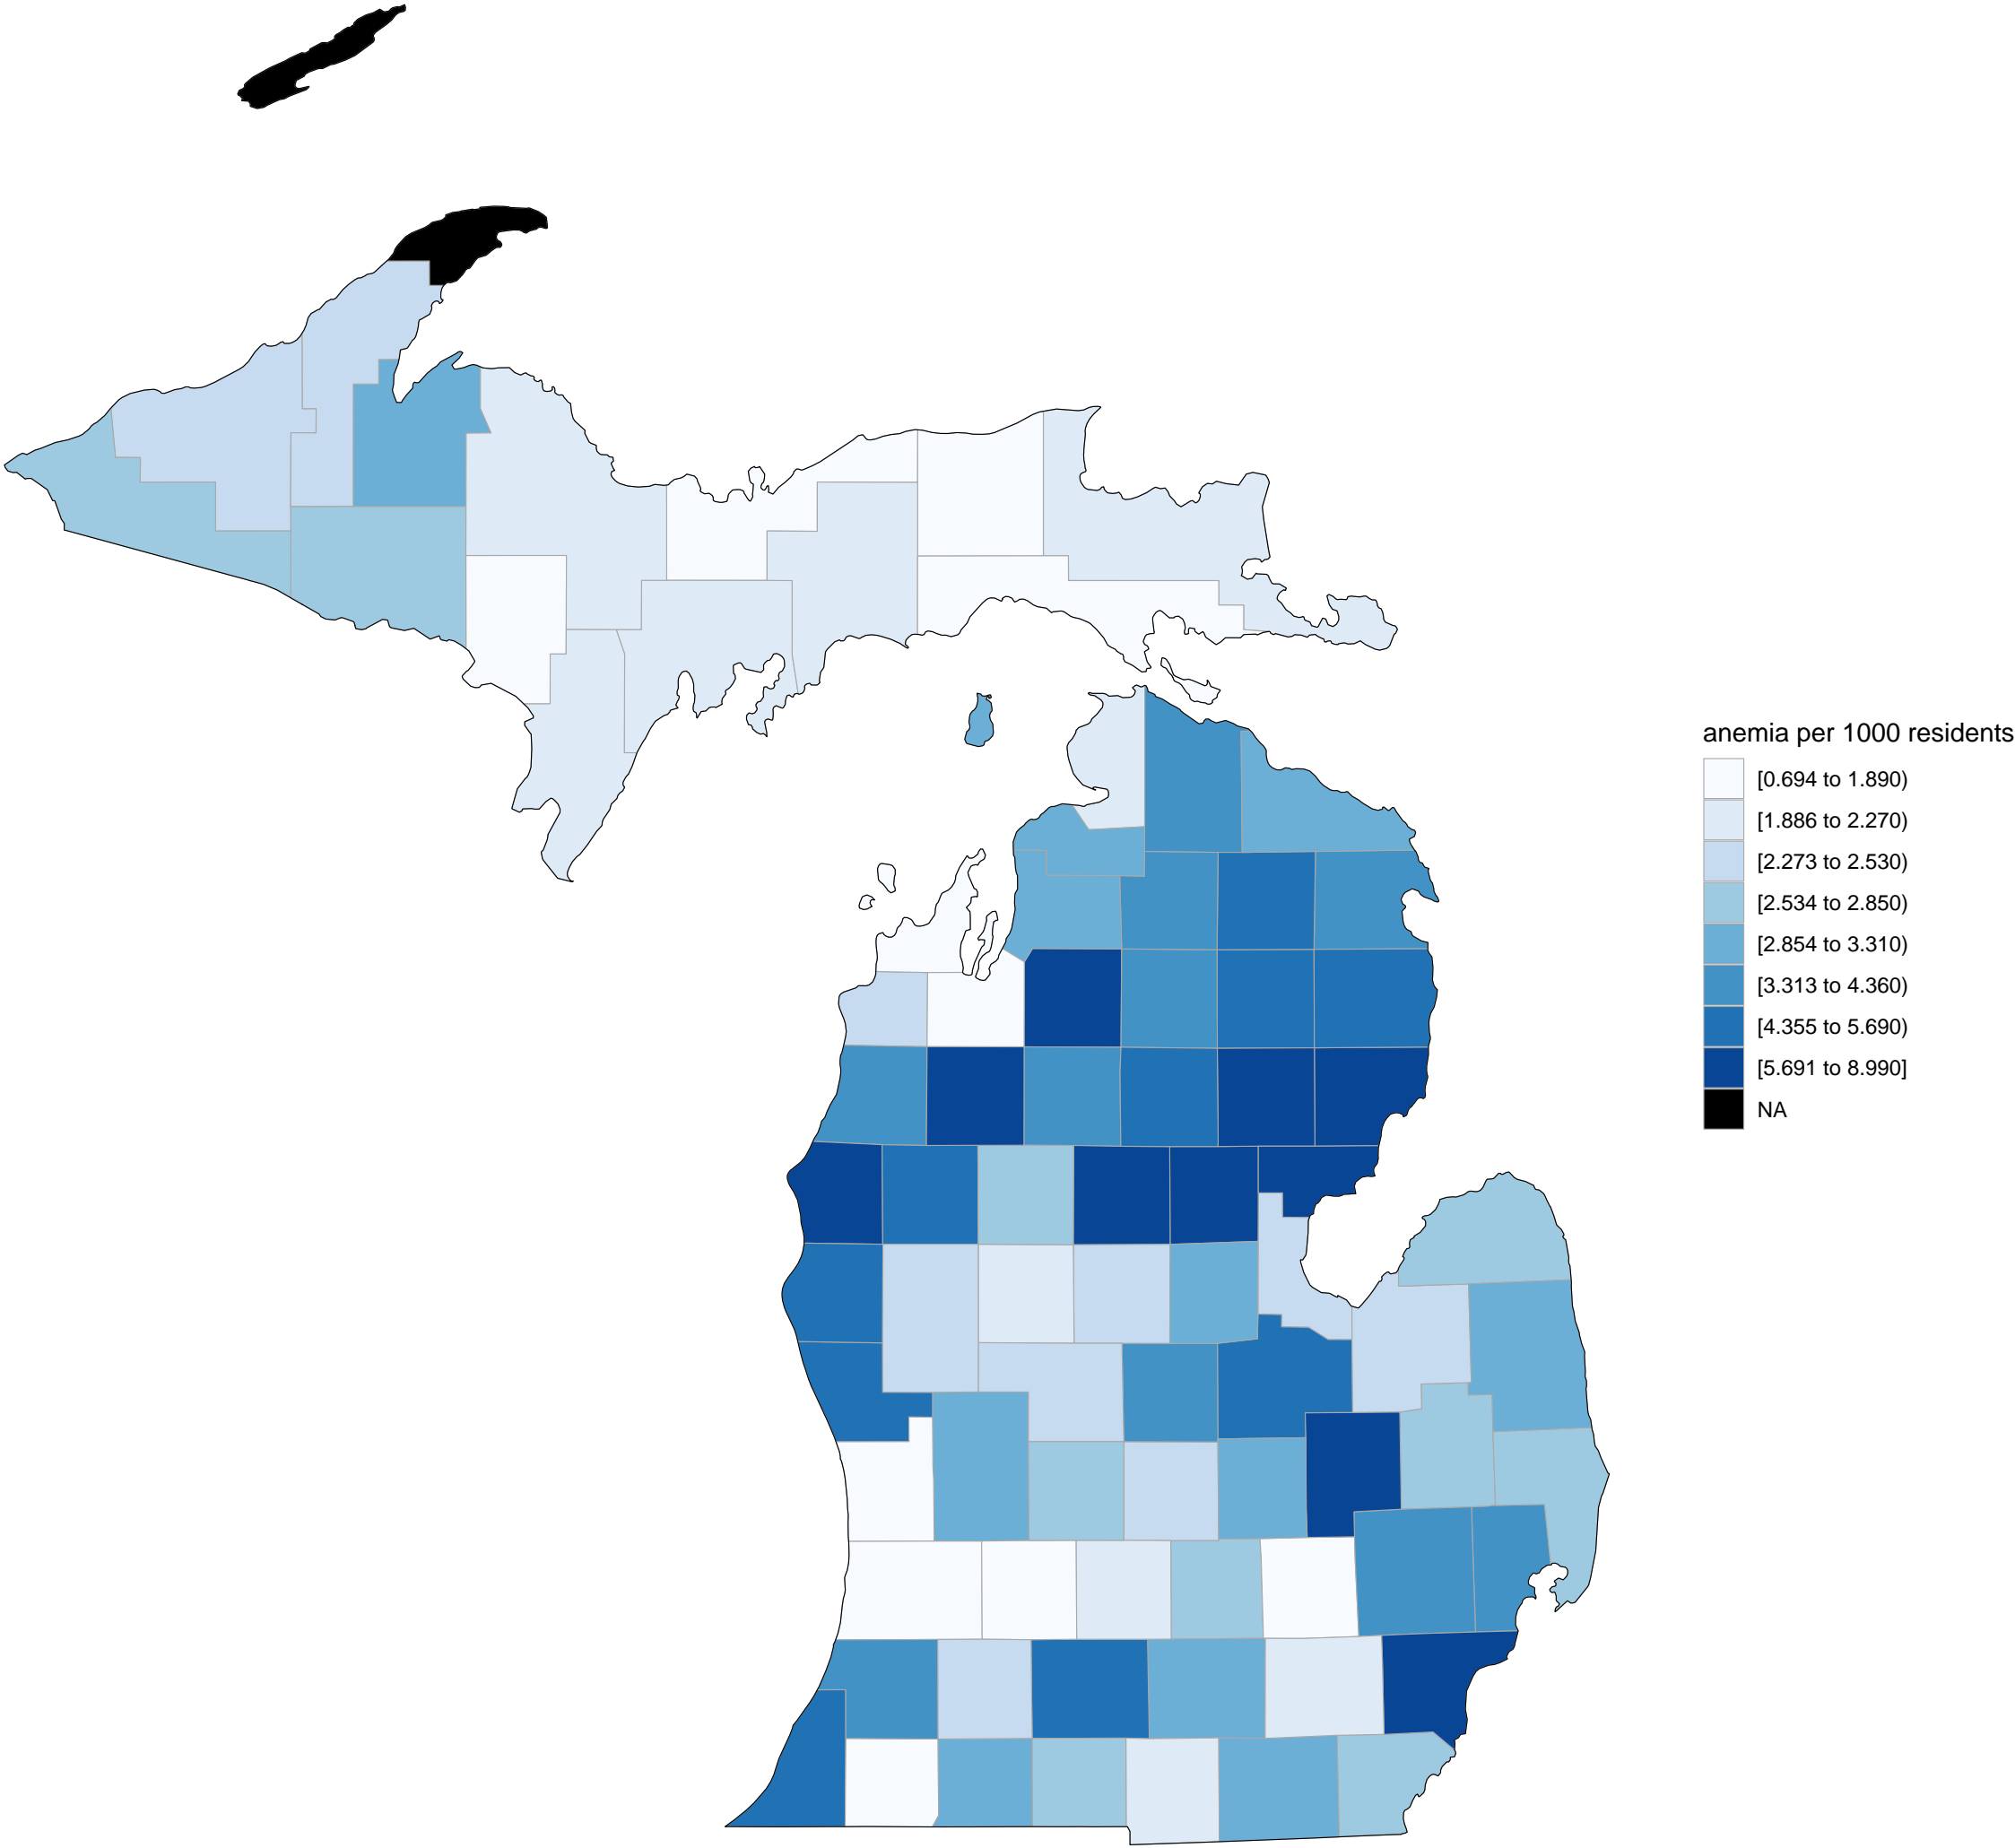 anemia per 1000 residents
[0.694 to 1.890)
[1.886 to 2.270)
[2.273 to 2.530)
[2.534 to 2.850)
[2.854 to 3.310)
[3.313 to 4.360)
[4.355 to 5.690)
[5.691 to 8.990]
NA